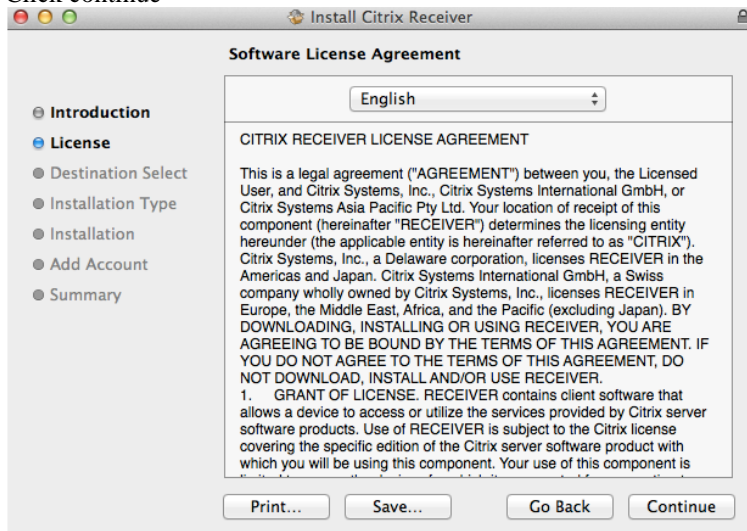 Click continue
Install Citrix Receiver
Software License Agreement
Introduction
License
Destination Select
Installation Type
Installation
Add Account
Summary
English
CITRIX RECEIVER LICENSE AGREEMENT
This is a legal agreement ("AGREEMENT") between you, the Licensed
User, and Citrix Systems, Inc., Citrix Systems International GmbH, or
Citrix Systems Asia Pacific Pty Ltd. Your location of receipt of this
component (hereinafter "RECEIVER") determines the licensing entity
hereunder (the applicable entity is hereinafter referred to as "CITRIX").
Citrix Systems, Inc., a Delaware corporation, licenses RECEIVER in the
Americas and Japan. Citrix Systems International GmbH, a Swiss
company wholly owned by Citrix Systems, Inc., licenses RECEIVER in
Europe, the Middle East, Africa, and the Pacific (excluding Japan). BY
DOWNLOADING, INSTALLING OR USING RECEIVER, YOU ARE
AGREEING TO BE BOUND BY THE TERMS OF THIS AGREEMENT. IF
YOU DO NOT AGREE TO THE TERMS OF THIS AGREEMENT, DO
NOT DOWNLOAD, INSTALL AND/OR USE RECEIVER.
1. GRANT OF LICENSE. RECEIVER contains client software that
allows a device to access or utilize the services provided by Citrix server
software products. Use of RECEIVER is subject to the Citrix license
covering the specific edition of the Citrix server software product with
which you will be using this component. Your use of this component is
Print...
Save...
Go Back
Continue